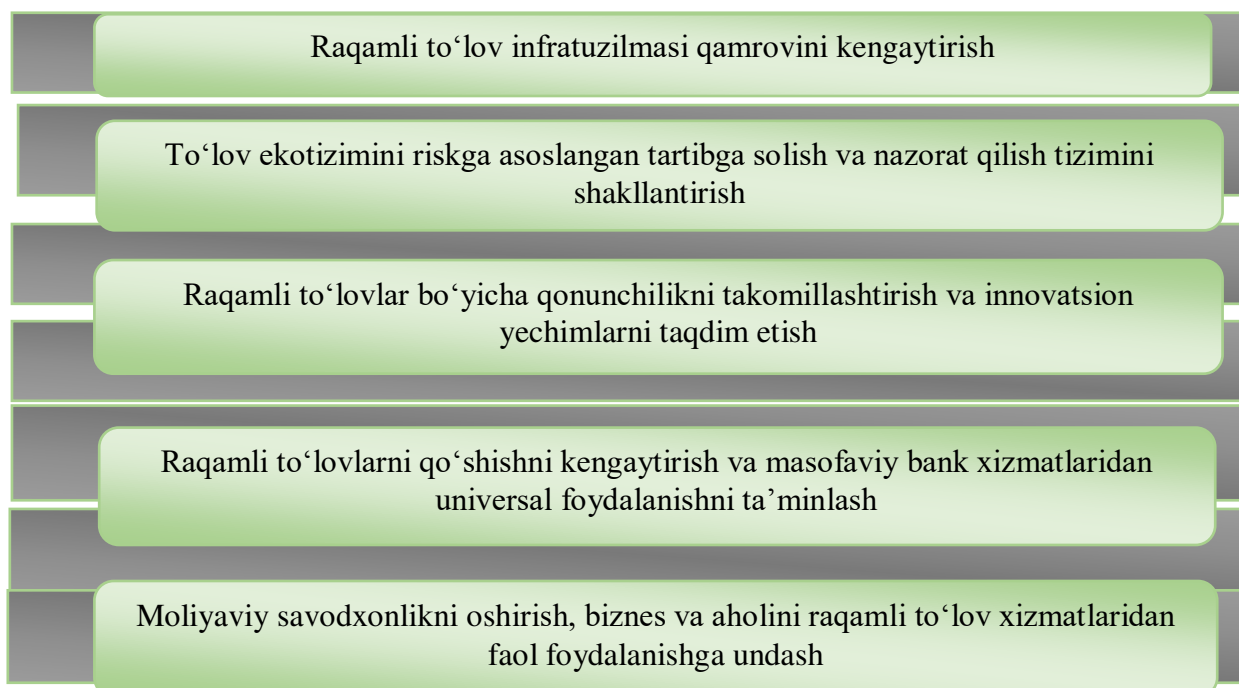 Raqamli to‘lov infratuzilmasi qamrovini kengaytirish
To‘lov ekotizimini riskga asoslangan tartibga solish va nazorat qilish tizimini
shakllantirish
Raqamli to‘lovlar bo‘yicha qonunchilikni takomillashtirish va innovatsion
yechimlarni taqdim etish
Raqamli to‘lovlarni qo‘shishni kengaytirish va masofaviy bank xizmatlaridan
universal foydalanishni ta’minlash
Moliyaviy savodxonlikni oshirish, biznes va aholini raqamli to‘lov xizmatlaridan
faol foydalanishga undash